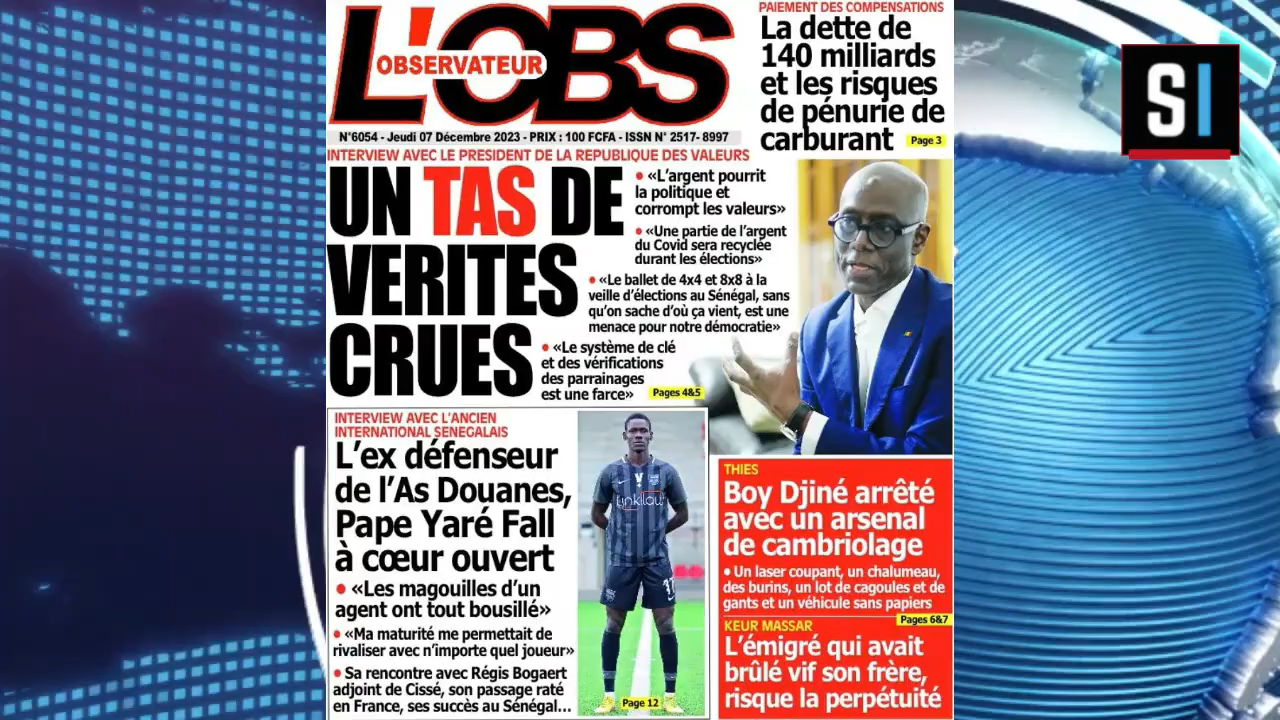 L'OBS
OBSERVATEUR
N°6054 - Jeudi 07 Décembre 2023 - PRIX : 100 FCFA - ISSN N° 2517- 8997
PAIEMENT DES COMPENSATIONS
La dette de
140 milliards
et les risques
de pénurie de
carburant
Page 3
SI
INTERVIEW AVEC LE PRESIDENT DE LA REPUBLIQUE DES VALEURS
UN TAS DE
VERITES
CRUES
• «L'argent pourrit
la politique et
corrompt les valeurs»
• «Une partie de l'argent
du Covid sera recyclée
durant les élections»
• «Le ballet de 4x4 et 8x8 à la
veille d'élections au Sénégal, sans
qu'on sache d'où ça vient, est une
menace pour notre démocratie»
• «Le système de clé
et des vérifications
des parrainages
est une farce»
Pages 4&5
INTERVIEW AVEC L'ANCIEN
INTERNATIONAL SENEGALAIS
L'ex défenseur
de l'As Douanes,
Pape Yaré Fall
à cœur ouvert
• «Les magouilles d'un
agent ont tout bousillé»
• «Ma maturité me permettait de
rivaliser avec n'importe quel joueur»
• Sa rencontre avec Régis Bogaert
adjoint de Cissé, son passage raté
en France, ses succès au Sénégal...
Page 12
THIES
Boy Djiné arrêté
avec un arsenal
de cambriolage
• Un laser coupant, un chalumeau,
des burins, un lot de cagoules et de
gants et un véhicule sans papiers
Pages 6&7
KEUR MASSAR
L'émigré qui avait
brûlé vif son frère,
risque la perpétuité